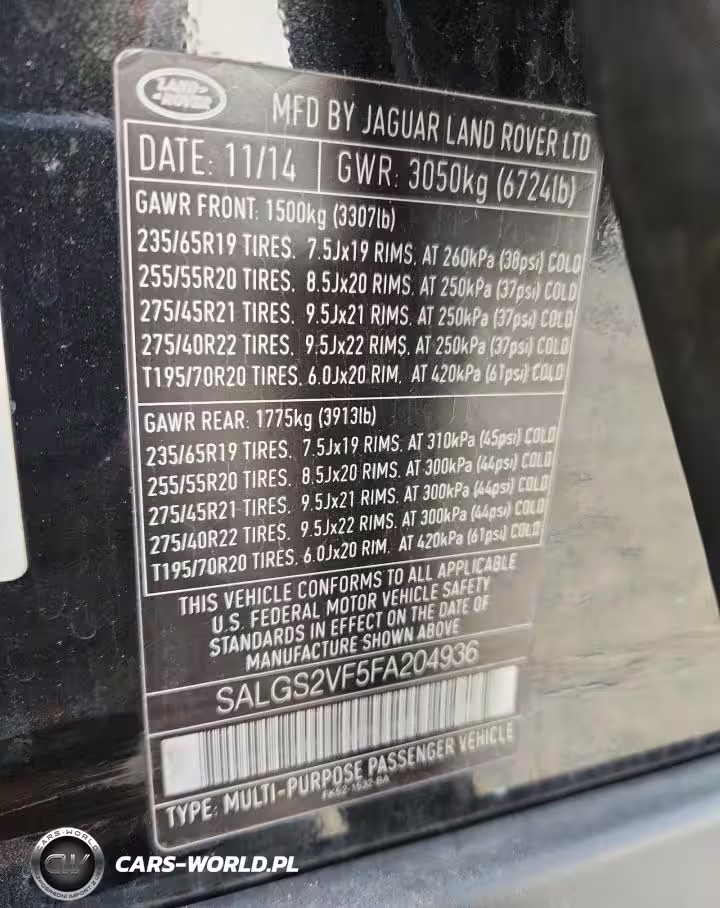 LAND-
-ROVER
MFD BY JAGUAR LAND ROVER LTD
DATE: 11/14 GWR: 3050kg (6724lb)
GAWR FRONT: 1500kg (3307lb)
235/65R19 TIRES, 7.5Jx19 RIMS, AT 260kPa (38psi) COLD
255/55R20 TIRES, 8.5Jx20 RIMS, AT 250kPa (37psi) COLD
275/45R21 TIRES, 9.5Jx21 RIMS, AT 250kPa (37psi) COLD
275/40R22 TIRES, 9.5Jx22 RIMS, AT 250kPa (37psi) COLD
T195/70R20 TIRES, 6.0Jx20 RIM, AT 420kPa (61psi) COLD
GAWR REAR: 1775kg (3913lb)
235/65R19 TIRES, 7.5Jx19 RIMS, AT 310kPa (45psi) COLD
255/55R20 TIRES, 8.5Jx20 RIMS, AT 300kPa (44psi) COLD
275/45R21 TIRES, 9.5Jx21 RIMS, AT 300kPa (44psi) COLD
275/40R22 TIRES, 9.5Jx22 RIMS, AT 300kPa (44psi) COLD
T195/70R20 TIRES, 6.0Jx20 RIM, AT 420kPa (61psi) COLD
THIS VEHICLE CONFORMS TO ALL APPLICABLE
U.S. FEDERAL MOTOR VEHICLE SAFETY
STANDARDS IN EFFECT ON THE DATE OF
MANUFACTURE SHOWN ABOVE
SALGS2VF5FA204936
TYPE: MULTI-PURPOSE PASSENGER VEHICLE
CARS-WORLD
CW
CARS-WORLD.PL